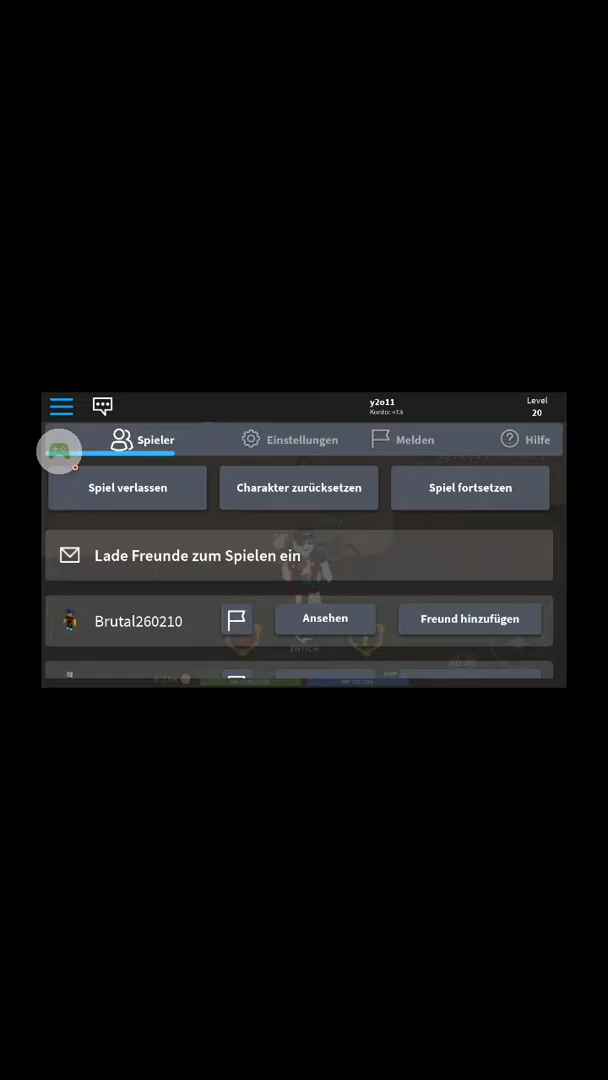 y2o11
Konto: <13
Level
20
Spieler
Einstellungen
Melden
Hilfe
Spiel verlassen
Charakter zurücksetzen
Spiel fortsetzen
Lade Freunde zum Spielen ein
Brutal260210
Ansehen
Freund hinzufügen
SWITCH